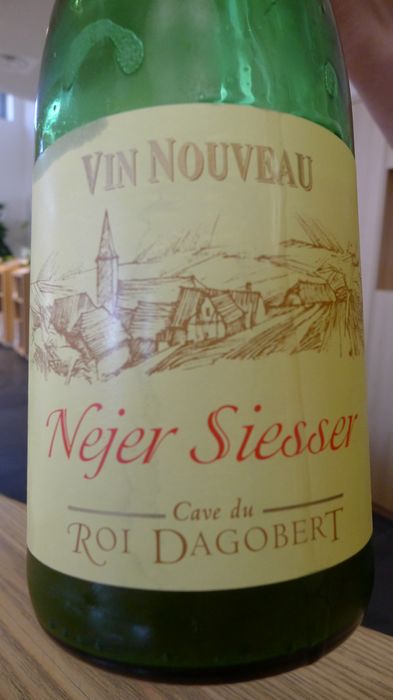 VIN NOUVEAU
Nejer Siesser
Cave du
ROI DAGOBERT